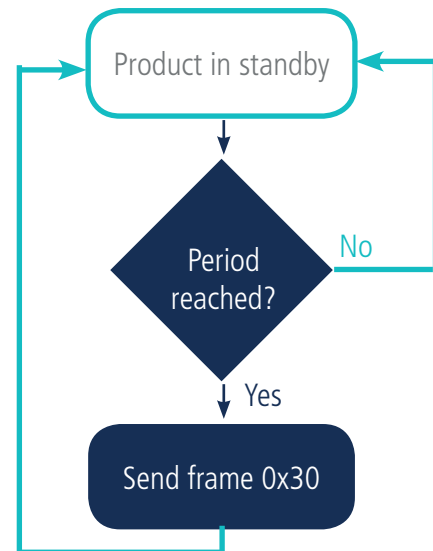 Product in standby
Period
reached?
No
Yes
Send frame 0x30